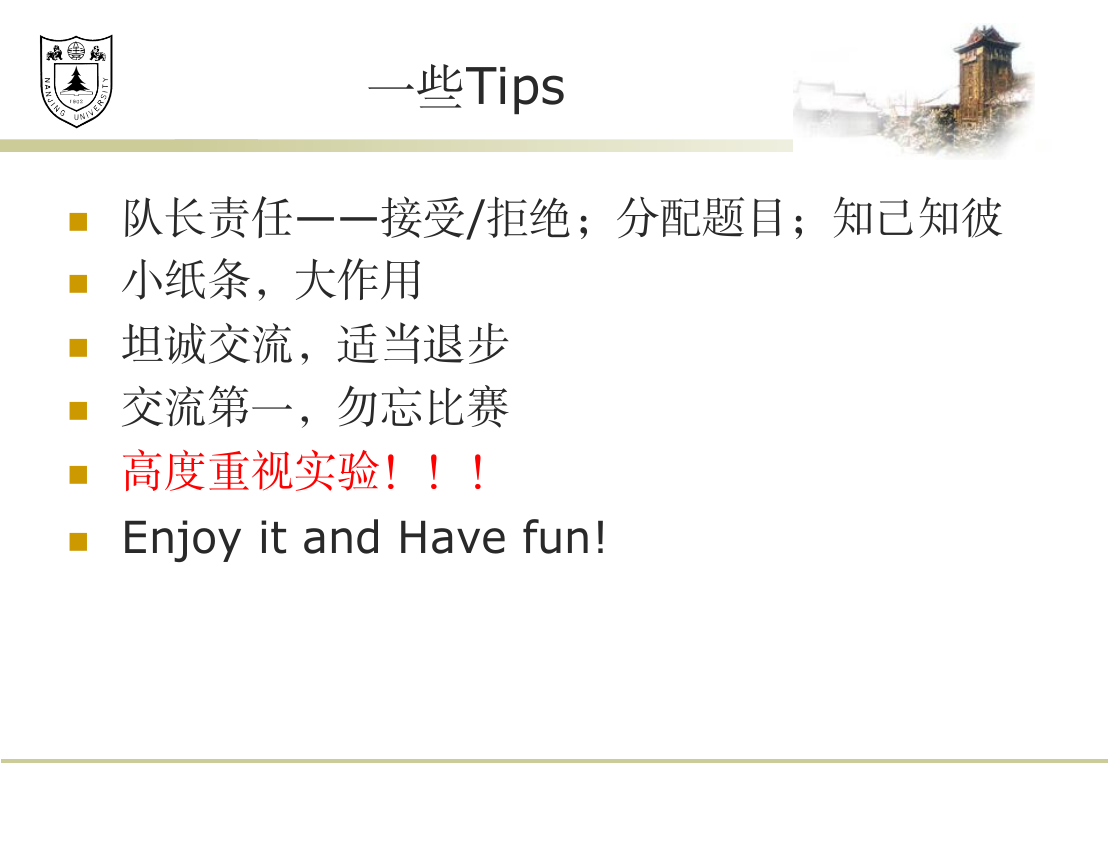 NANJING UNIVERSITY
1902
一些Tips
队长责任——接受/拒绝；分配题目；知己知彼
小纸条，大作用
坦诚交流，适当退步
交流第一，勿忘比赛
高度重视实验！！！
Enjoy it and Have fun!